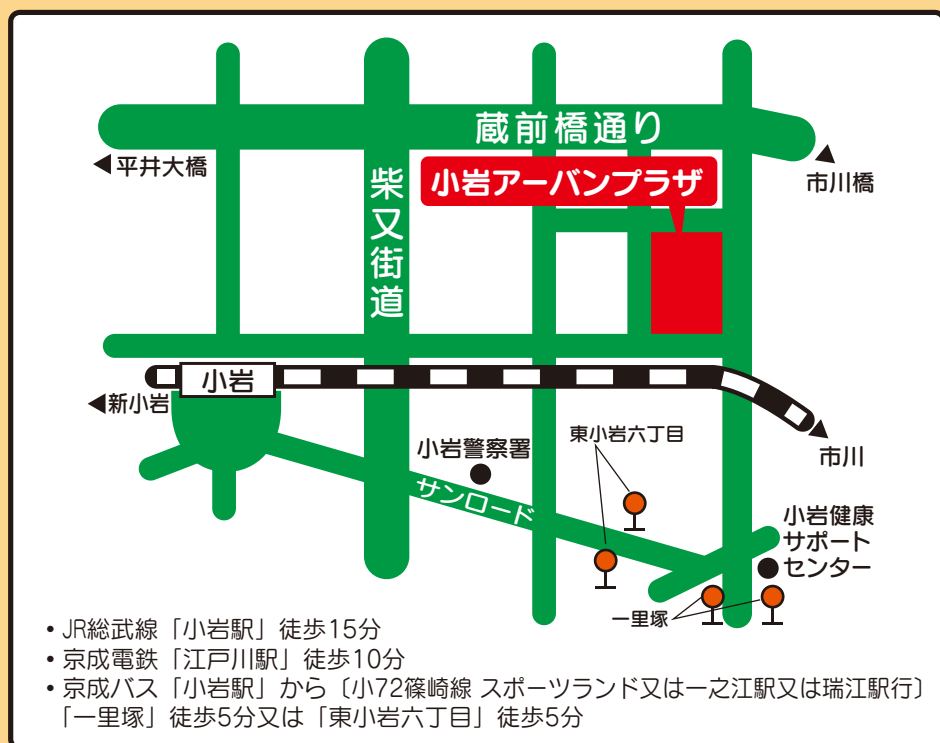 蔵前橋通り
◀平井大橋
柴又街道
小岩アーバンプラザ
市川橋
小岩
◀新小岩
小岩警察署
東小岩六丁目
市川
サンロード
小岩健康
サポート
センター
一里塚
・JR総武線「小岩駅」徒歩15分
・京成電鉄「江戸川駅」徒歩10分
・京成バス「小岩駅」から〔小72篠崎線 スポーツランド又は一之江駅又は瑞江駅行〕
「一里塚」徒歩5分又は「東小岩六丁目」徒歩5分